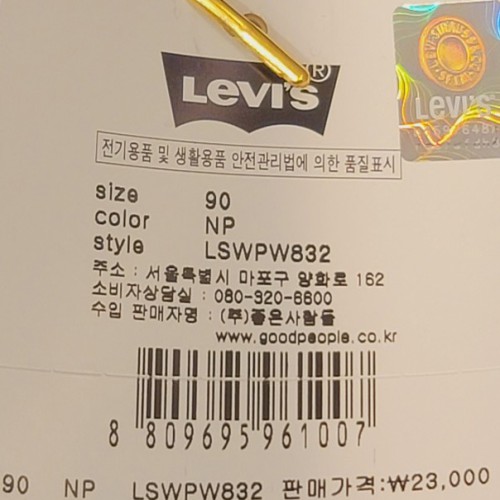 Levi's®
LEVI'S
전기용품 및 생활용품 안전관리법에 의한 품질표시
size 90
color NP
style LSWPW832
주소 : 서울특별시 마포구 양화로 162
소비자상담실 : 080-920-6600
수입 판매자명 : (주)좋은사람들
www.goodpeople.co.kr
8 809695 961007
90 NP LSWPW832 판매가격:₩23,000